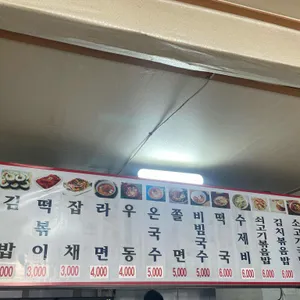 김밥 000
떡볶이 3,000
잡채 3,000
라면 4,000
우동 4,000
온국수 5,000
쫄면 5,000
비빔국수 5,000
떡국 6,000
수제비 6,000
쇠고기볶음밥 6,000
김치볶음밥 6,000